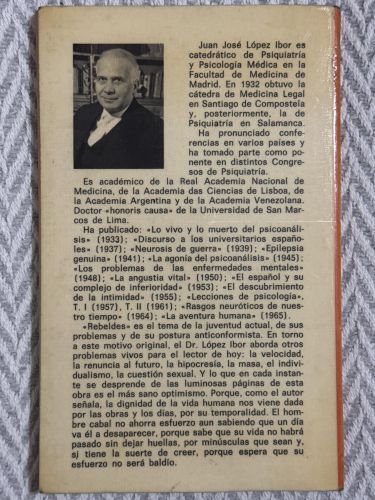 Juan José López Ibor es
catedrático de Psiquiatría
y Psicología Médica en la
Facultad de Medicina de
Madrid. En 1932 obtuvo la
cátedra de Medicina Legal
en Santiago de Compostela
y, posteriormente, la de
Psiquiatría en Salamanca.
Ha pronunciado confe-
rencias en varios países y
ha tomado parte como po-
nente en distintos Congre-
sos de Psiquiatría.
Es académico de la Real Academia Nacional de
Medicina, de la Academia das Ciencias de Lisboa, de
la Academia Argentina y de la Academia Venezolana.
Doctor «honoris causa» de la Universidad de San Mar-
cos de Lima.
Ha publicado: «Lo vivo y lo muerto del psicoanáli-
sis» (1933); «Discurso a los universitarios españo-
les» (1937); «Neurosis de guerra» (1939); «Epilepsia
genuina» (1941); «La agonía del psicoanálisis» (1945);
«Los problemas de las enfermedades mentales»
(1948); «La angustia vital» (1950); «El español y su
complejo de inferioridad» (1953); «El descubrimiento
de la intimidad» (1955); «Lecciones de psicología»,
T. I (1957), T. II (1961); «Rasgos neuróticos de nues-
tro tiempo» (1964); «La aventura humana» (1965).
«Rebeldes» es el tema de la juventud actual, de sus
problemas y de su postura anticonformista. En torno
a este motivo original, el Dr. López Ibor aborda otros
problemas vivos para el lector de hoy: la velocidad,
la renuncia al futuro, la hipocresía, la masa, el indi-
vidualismo, la cuestión sexual. Y lo que en cada instan-
te se desprende de las luminosas páginas de esta
obra es el más sano optimismo. Porque, como el autor
señala, la dignidad de la vida humana nos viene dada
por las obras y los días, por su temporalidad. El hom-
bre cabal no ahorra esfuerzo aun sabiendo que un día
va él a desaparecer, porque sabe que su vida no habrá
pasado sin dejar huellas, por minúsculas que sean y,
si tiene la suerte de creer, porque espera que su
esfuerzo no será baldío.